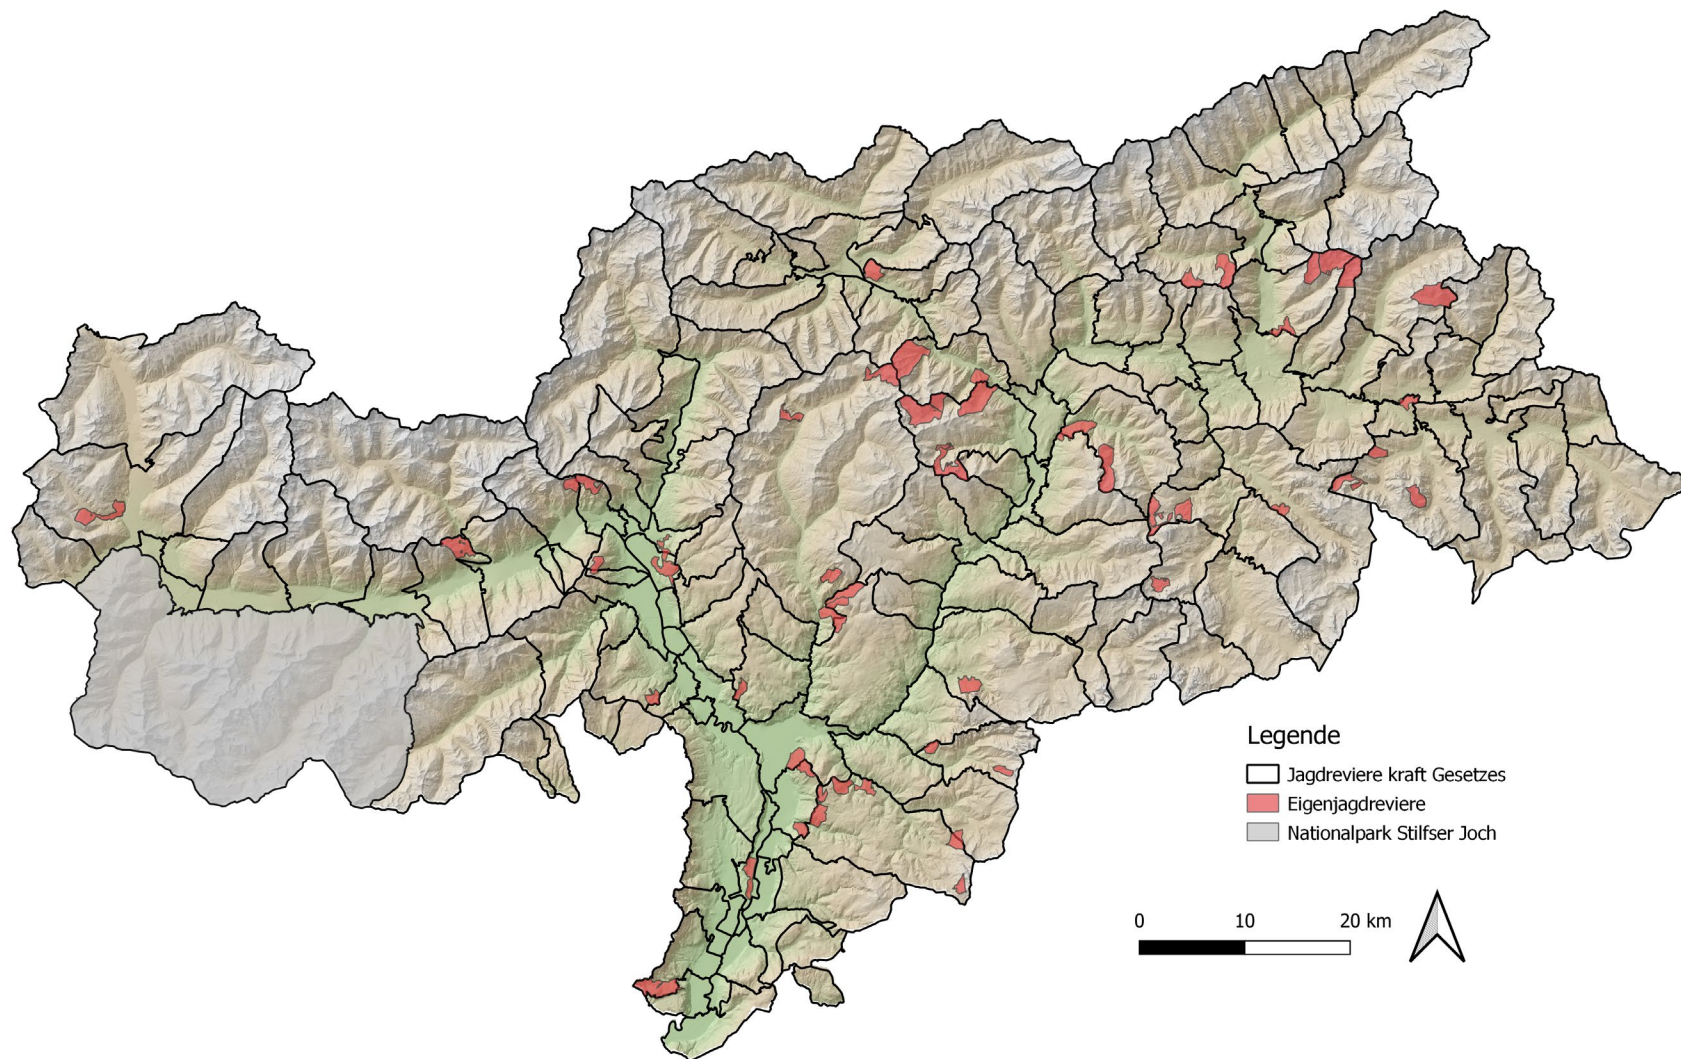 Legende
Jagdreviere kraft Gesetzes
Eigenjagdreviere
Nationalpark Stilfser Joch
0 10 20 km